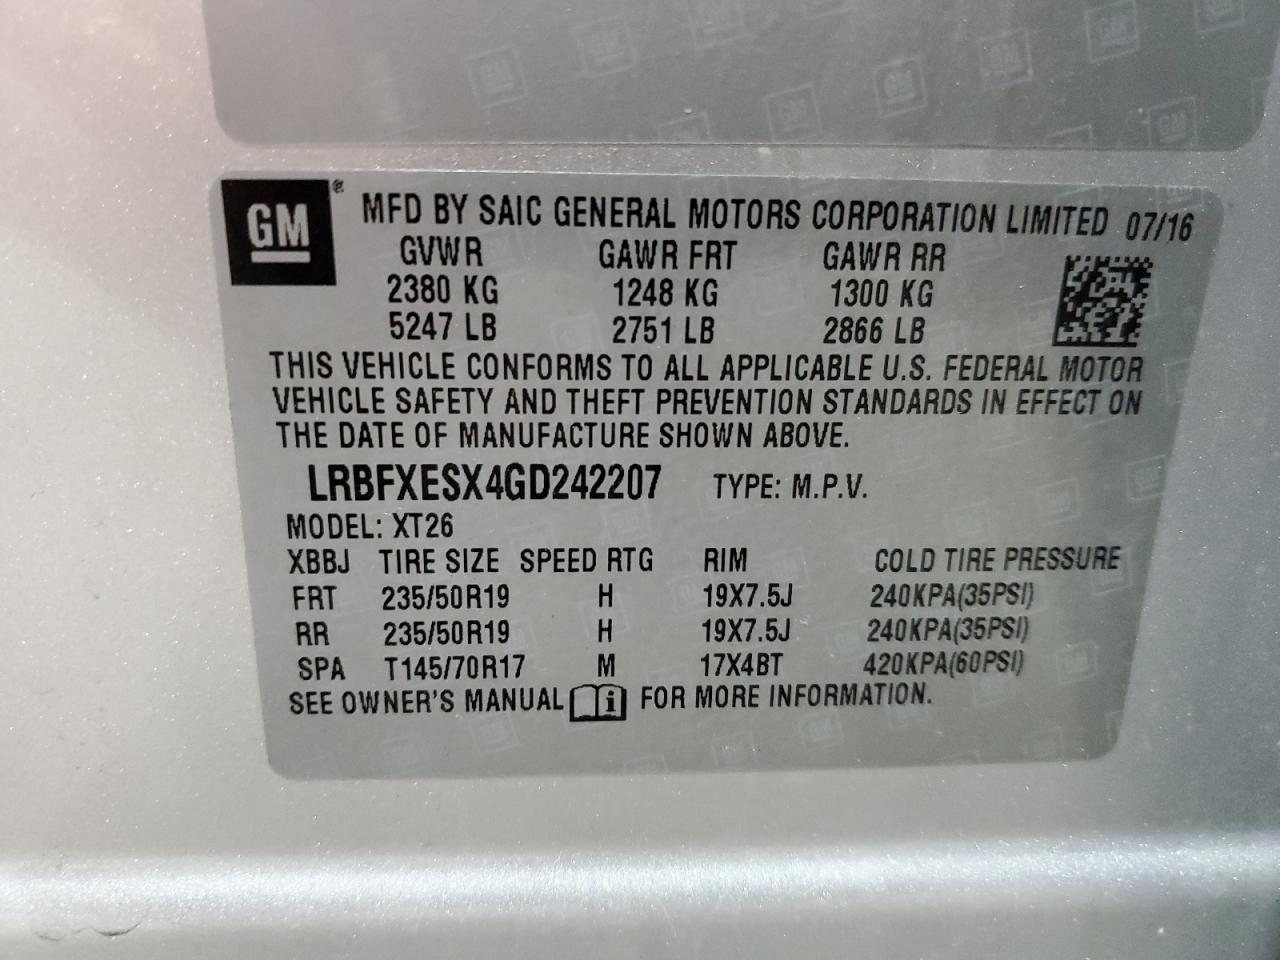 GM® MFD BY SAIC GENERAL MOTORS CORPORATION LIMITED 07/16
GVWR GAWR FRT GAWR RR
2380 KG 1248 KG 1300 KG
5247 LB 2751 LB 2866 LB
THIS VEHICLE CONFORMS TO ALL APPLICABLE U.S. FEDERAL MOTOR
VEHICLE SAFETY AND THEFT PREVENTION STANDARDS IN EFFECT ON
THE DATE OF MANUFACTURE SHOWN ABOVE.
LRBFXESX4GD242207 TYPE: M.P.V.
MODEL: XT26
XBBJ TIRE SIZE SPEED RTG RIM COLD TIRE PRESSURE
FRT 235/50R19 H 19X7.5J 240KPA(35PSI)
RR 235/50R19 H 19X7.5J 240KPA(35PSI)
SPA T145/70R17 M 17X4BT 420KPA(60PSI)
SEE OWNER'S MANUAL i FOR MORE INFORMATION.